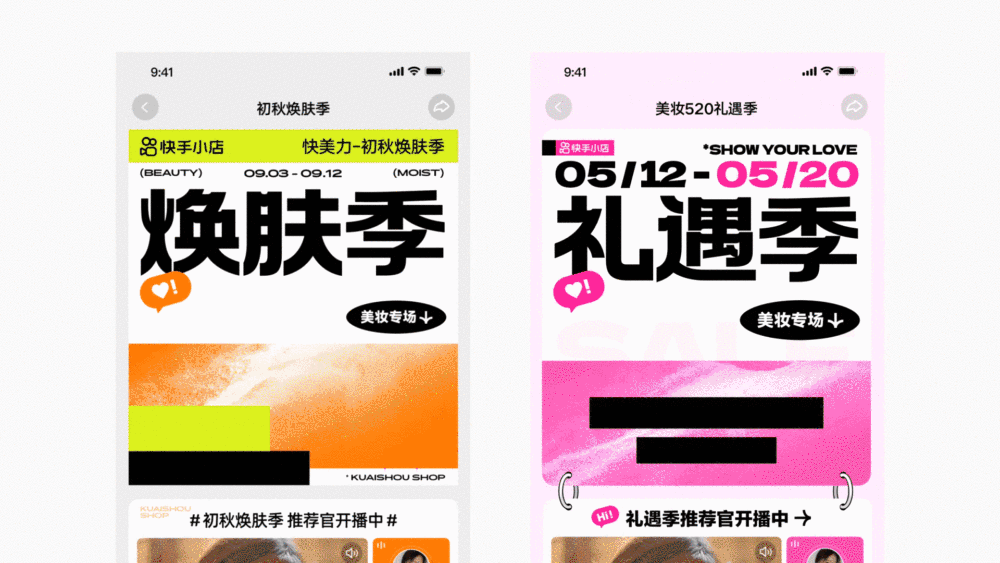 9:41
初秋焕肤季
快手小店
快美力-初秋焕肤季
(BEAUTY)
09.03 - 09.12
(MOIST)
焕肤季
!
美妆专场↓
* KUAISHOU SHOP
KUAISHOU
SHOP
#初秋焕肤季 推荐官开播中#
9:41
美妆520礼遇季
快手小店
*SHOW YOUR LOVE
05/12-05/20
礼遇季
!
美妆专场↓
SALE
Hi!
礼遇季推荐官开播中→